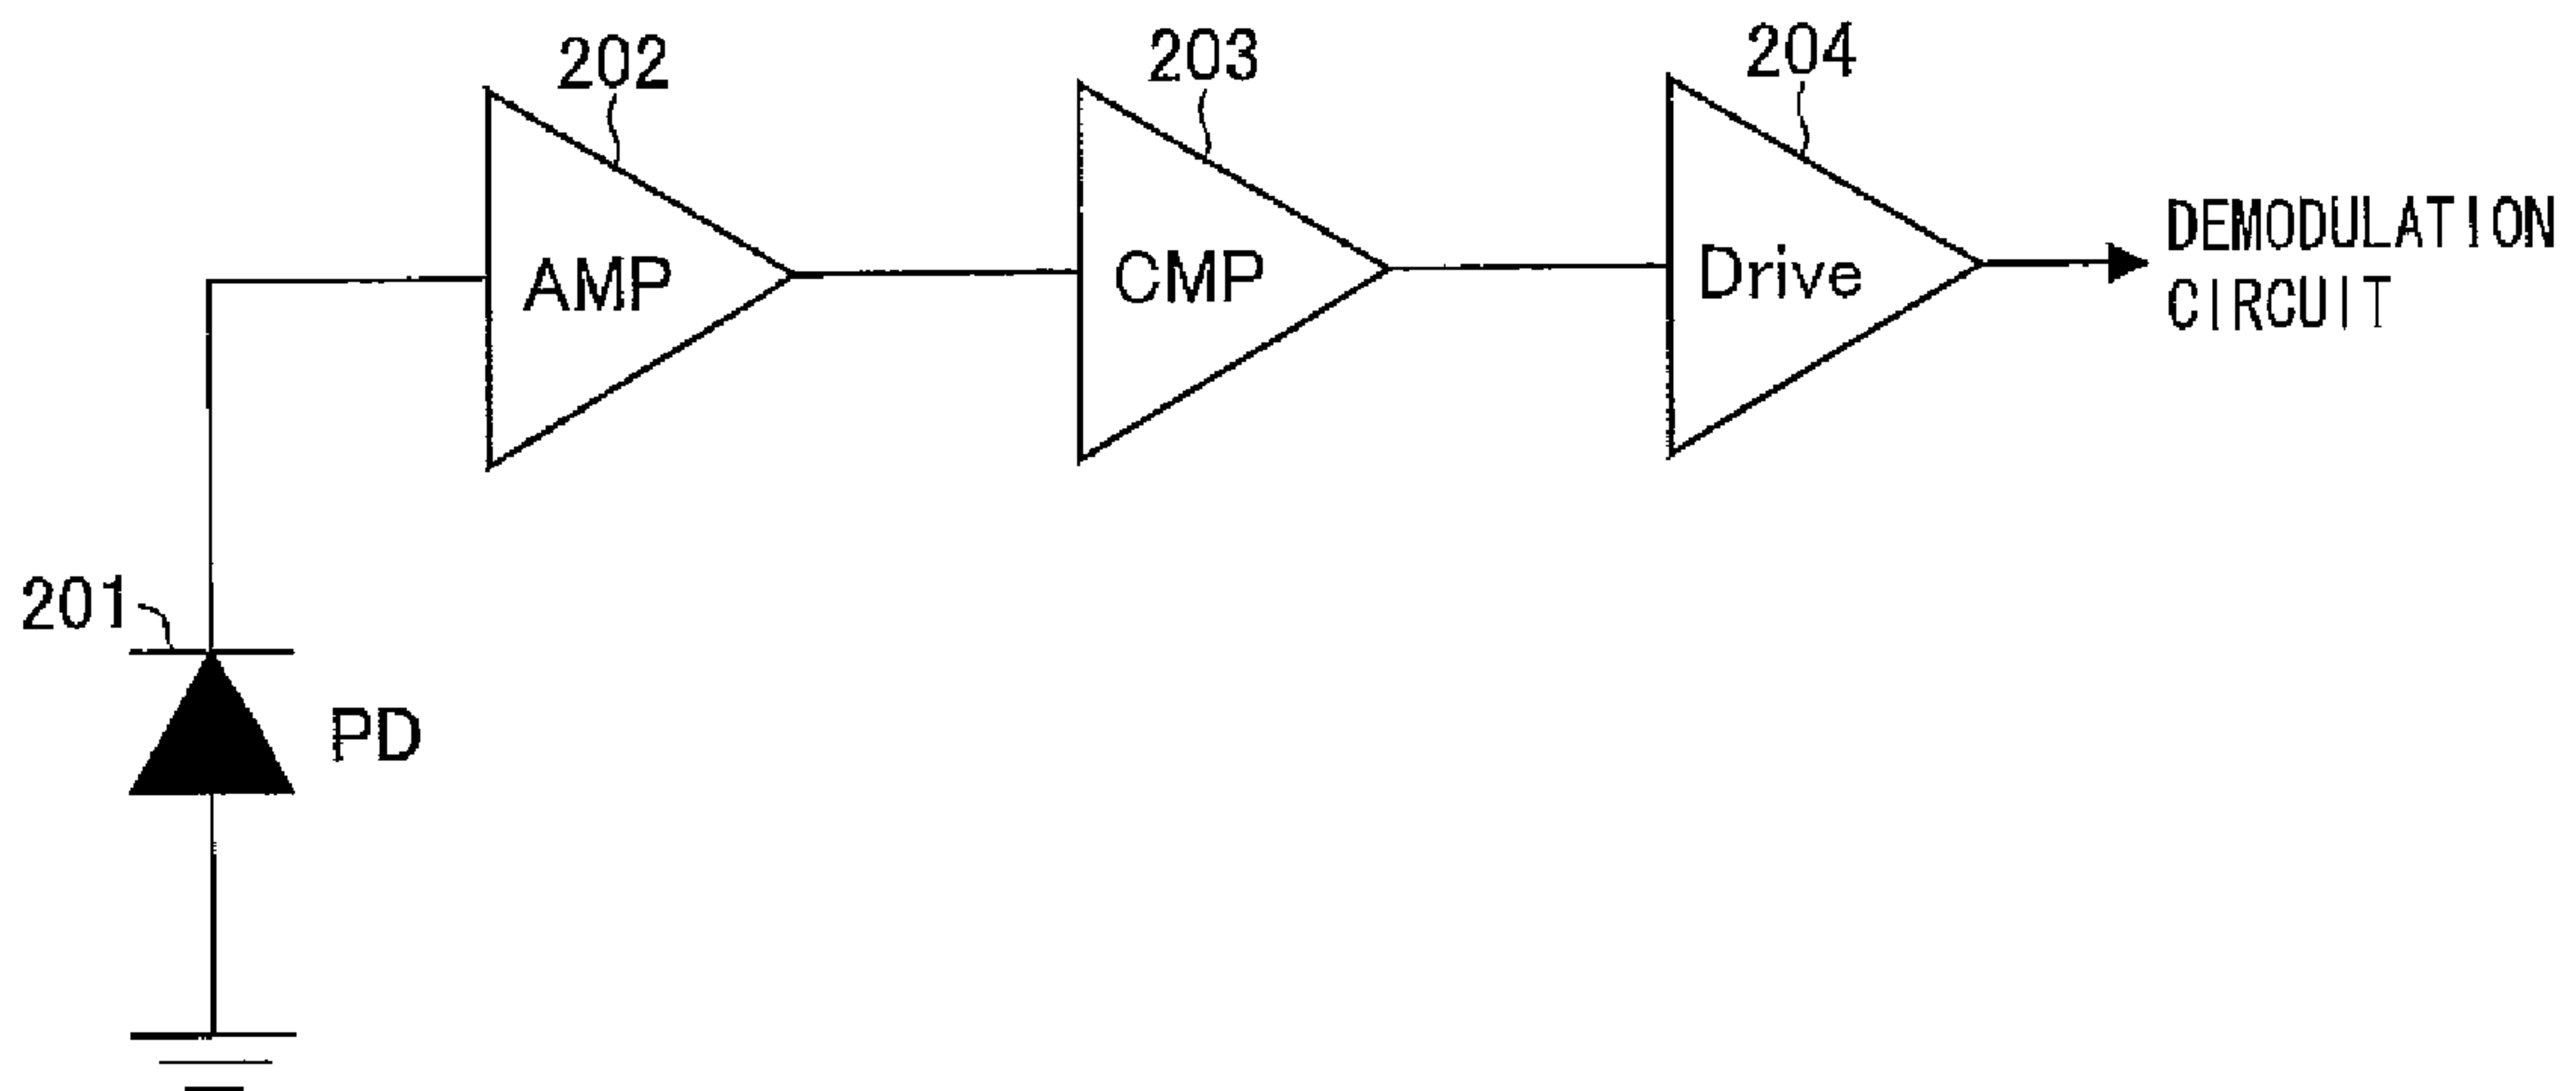 202
203
204
AMP
CMP
Drive
DEMODULATION
CIRCUIT
201
PD